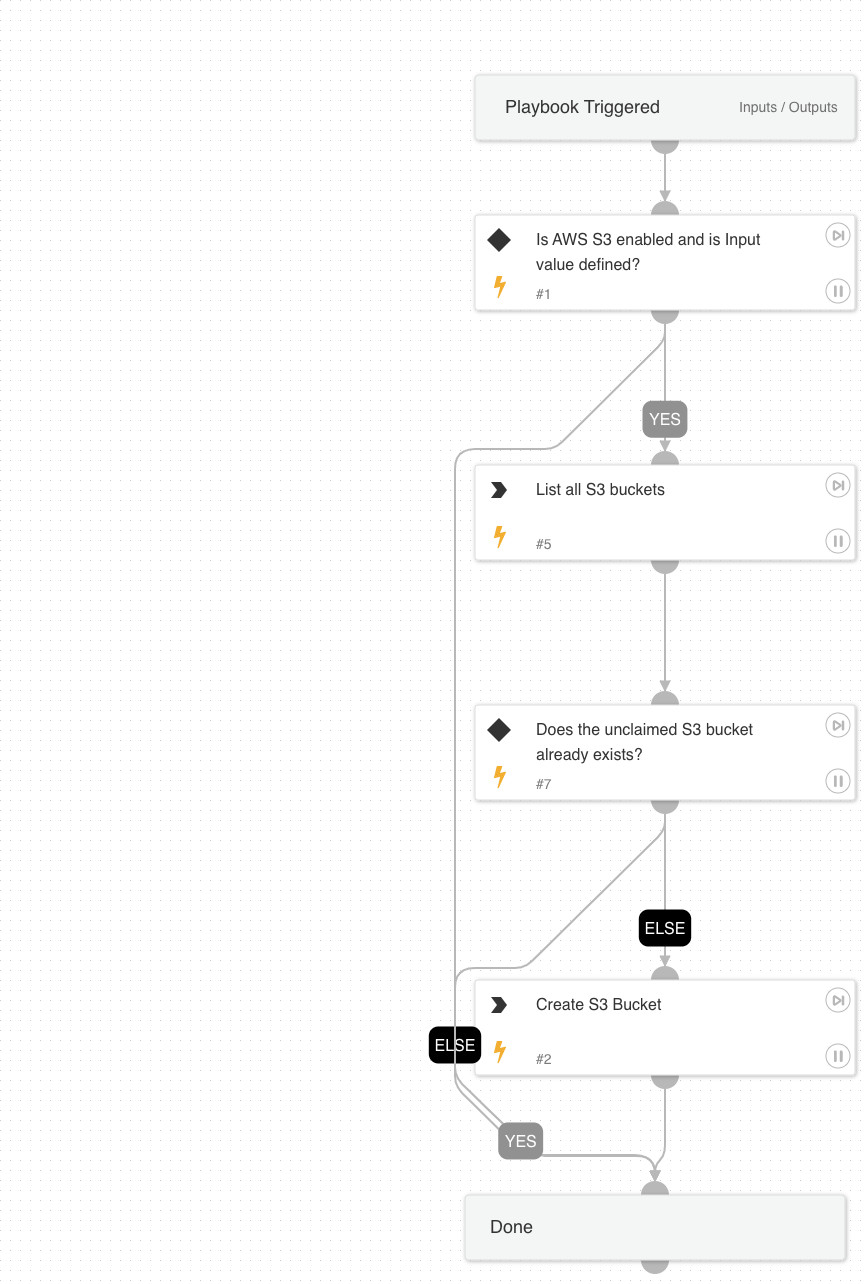 Playbook Triggered Inputs / Outputs
Is AWS S3 enabled and is Input
value defined?
#1
YES
List all S3 buckets
#5
Does the unclaimed S3 bucket
already exists?
#7
ELSE
Create S3 Bucket
ELSE
#2
YES
Done